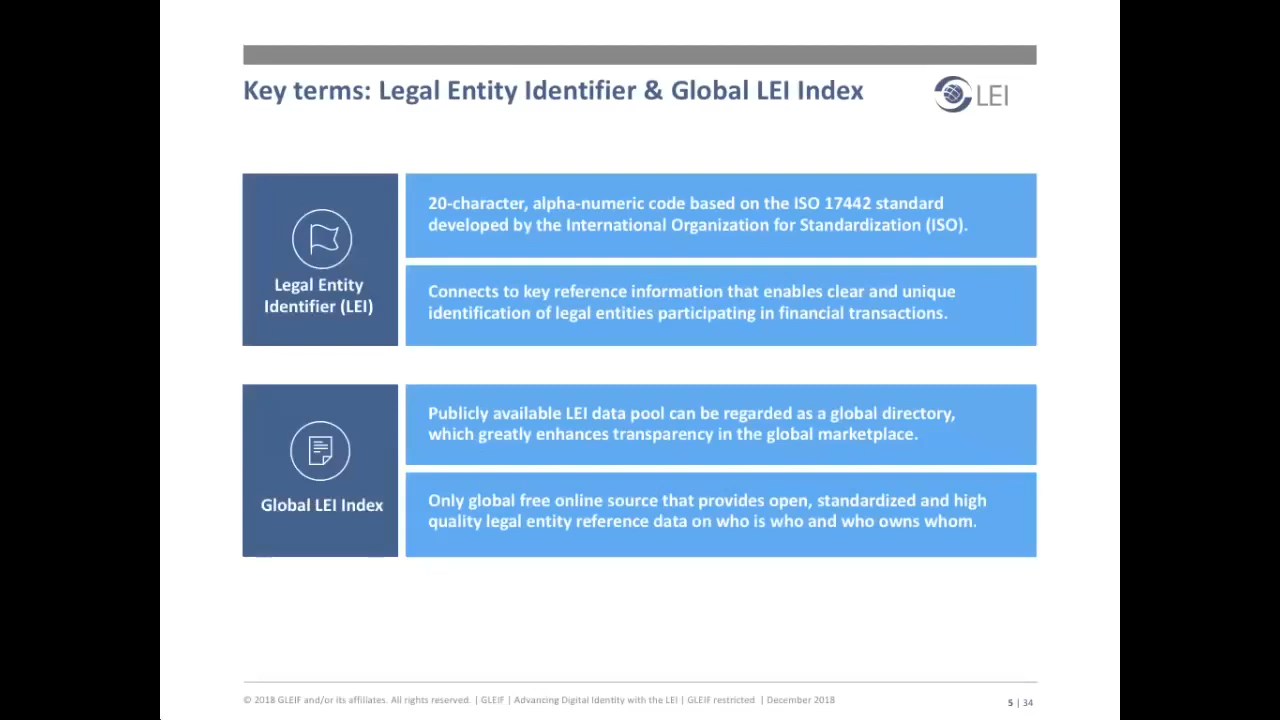 Key terms: Legal Entity Identifier & Global LEI Index
LEI
Legal Entity
Identifier (LEI)
20-character, alpha-numeric code based on the ISO 17442 standard
developed by the International Organization for Standardization (ISO).
Connects to key reference information that enables clear and unique
identification of legal entities participating in financial transactions.
Global LEI Index
Publicly available LEI data pool can be regarded as a global directory,
which greatly enhances transparency in the global marketplace.
Only global free online source that provides open, standardized and high
quality legal entity reference data on who is who and who owns whom.
© 2018 GLEIF and/or its affiliates. All rights reserved. | GLEIF | Advancing Digital Identity with the LEI | GLEIF restricted | December 2018
5 | 34